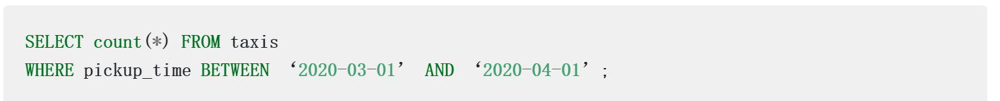 SELECT count(*) FROM taxis
WHERE pickup_time BETWEEN ‘2020-03-01’ AND ‘2020-04-01’;